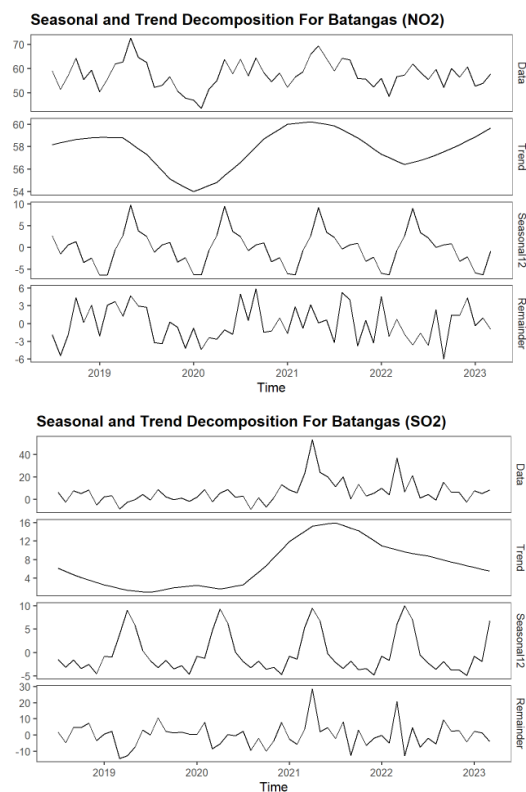 Seasonal and Trend Decomposition For Batangas (NO2)
70
60
50
Data
60
58
56
54
Trend
10
5
0
-5
Seasonal12
6
3
0
-3
-6
Remainder
2019 2020 2021 2022 2023
Time
Seasonal and Trend Decomposition For Batangas (SO2)
40
20
0
Data
16
12
8
4
Trend
10
5
0
-5
Seasonal12
30
20
10
0
-10
Remainder
2019 2020 2021 2022 2023
Time